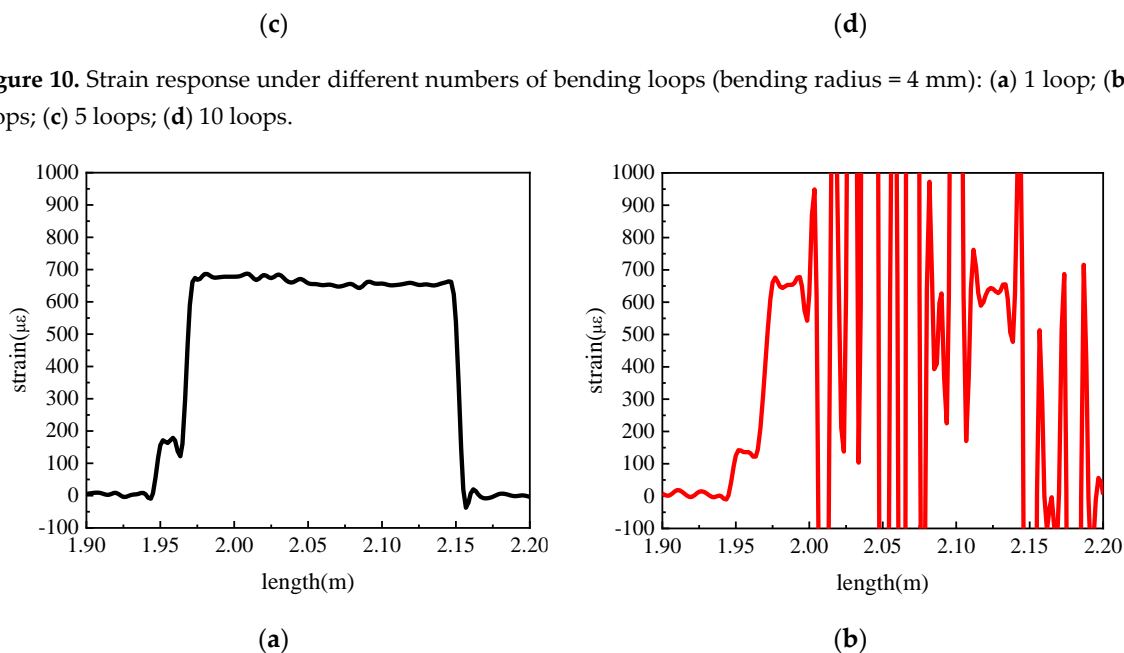 (c) (d)
gure 10. Strain response under different numbers of bending loops (bending radius = 4 mm): (a) 1 loop; (b
ops; (c) 5 loops; (d) 10 loops.
1000
900
800
700
600
500
400
300
200
100
0
-100
strain(με)
1.90 1.95 2.00 2.05 2.10 2.15 2.20
length(m)
(a)
1000
900
800
700
600
500
400
300
200
100
0
-100
strain(με)
1.90 1.95 2.00 2.05 2.10 2.15 2.20
length(m)
(b)